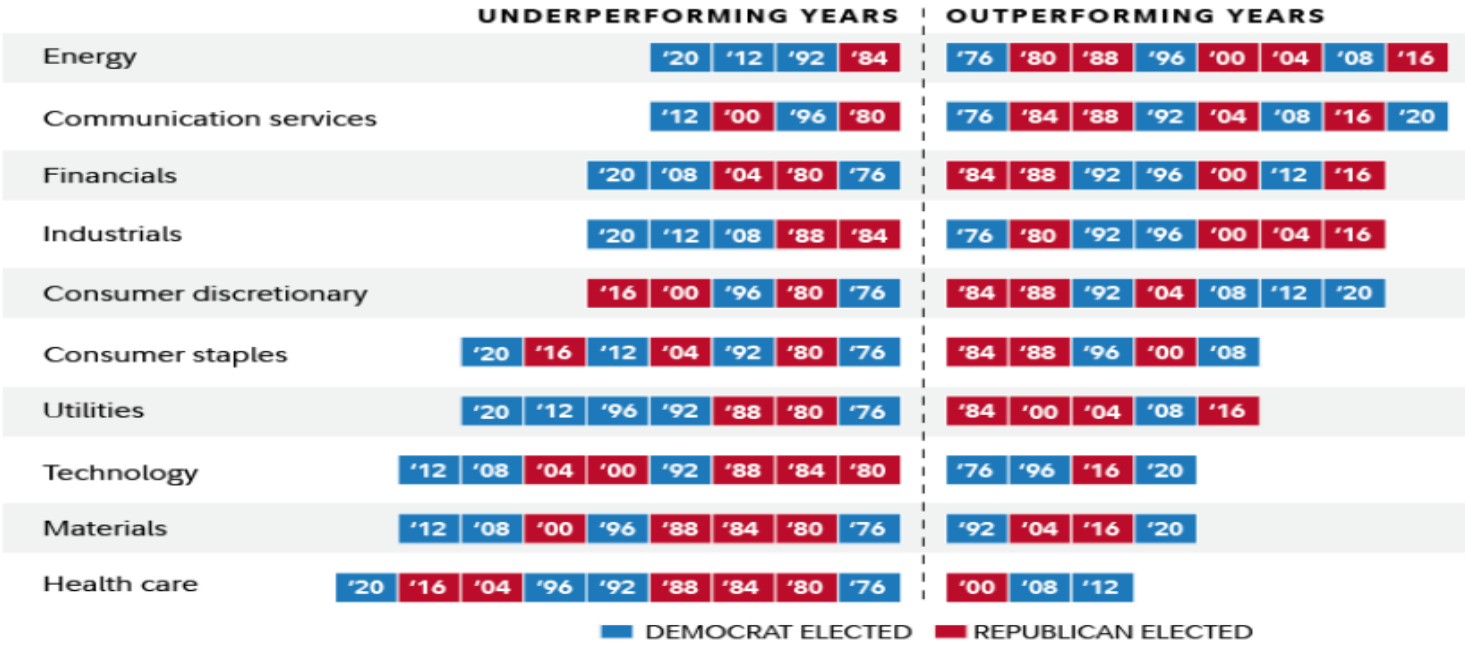 UNDERPERFORMING YEARS OUTPERFORMING YEARS
Energy '20 '12 '92 '84 '76 '80 '88 '96 '00 '04 '08 '16
Communication services '12 '00 '96 '80 '76 '84 '88 '92 '04 '08 '16 '20
Financials '20 '08 '04 '80 '76 '84 '88 '92 '96 '00 '12 '16
Industrials '20 '12 '08 '88 '84 '76 '80 '92 '96 '00 '04 '16
Consumer discretionary '16 '00 '96 '80 '76 '84 '88 '92 '04 '08 '12 '20
Consumer staples '20 '16 '12 '04 '92 '80 '76 '84 '88 '96 '00 '08
Utilities '20 '12 '96 '92 '88 '80 '76 '84 '00 '04 '08 '16
Technology '12 '08 '04 '00 '92 '88 '84 '80 '76 '96 '16 '20
Materials '12 '08 '00 '96 '88 '84 '80 '76 '92 '04 '16 '20
Health care '20 '16 '04 '96 '92 '88 '84 '80 '76 '00 '08 '12
DEMOCRAT ELECTED REPUBLICAN ELECTED